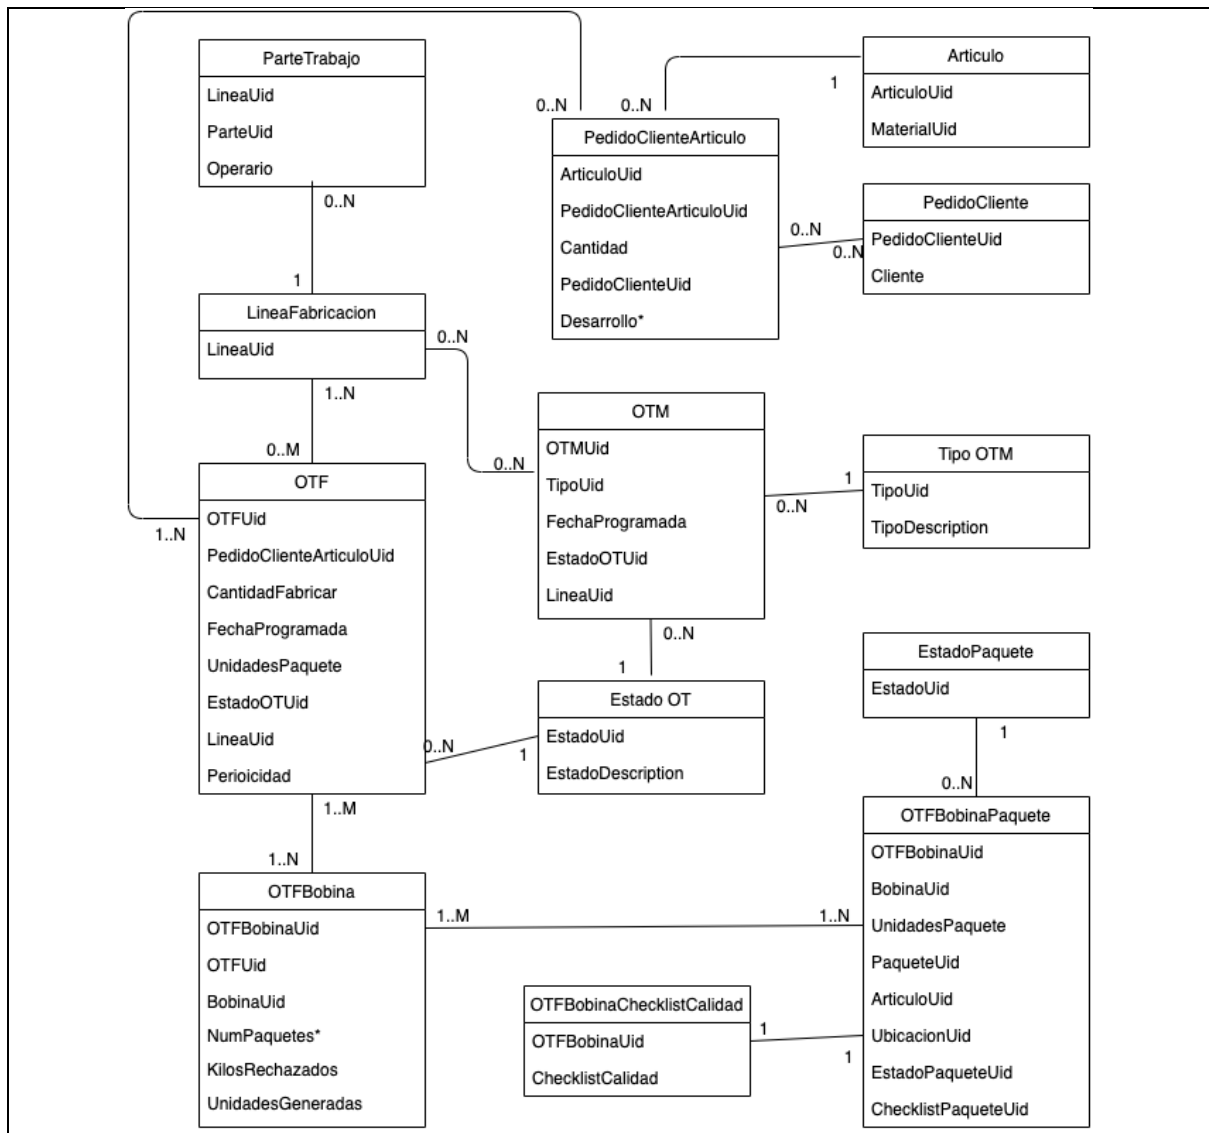 ParteTrabajo
LineaUid
ParteUid
Operario
0..N
1
LineaFabricacion
LineaUid
1..N
0..M
OTF
OTFUid
PedidoClienteArticuloUid
CantidadFabricar
FechaProgramada
UnidadesPaquete
EstadoOTUid
LineaUid
Perioicidad
1..N
0..N
1
1..M
1..N
OTFBobina
OTFBobinaUid
OTFUid
BobinaUid
NumPaquetes*
KilosRechazados
UnidadesGeneradas
1..M
1..N
0..N
0..N
1
PedidoClienteArticulo
ArticuloUid
PedidoClienteArticuloUid
Cantidad
PedidoClienteUid
Desarrollo*
Articulo
ArticuloUid
MaterialUid
0..N
0..N
PedidoCliente
PedidoClienteUid
Cliente
0..N
0..N
OTM
OTMUid
TipoUid
FechaProgramada
EstadoOTUid
LineaUid
1
0..N
Tipo OTM
TipoUid
TipoDescription
0..N
1
Estado OT
EstadoUid
EstadoDescription
EstadoPaquete
EstadoUid
1
0..N
OTFBobinaPaquete
OTFBobinaUid
BobinaUid
UnidadesPaquete
PaqueteUid
ArticuloUid
UbicacionUid
EstadoPaqueteUid
ChecklistPaqueteUid
OTFBobinaChecklistCalidad
OTFBobinaUid
ChecklistCalidad
1
1